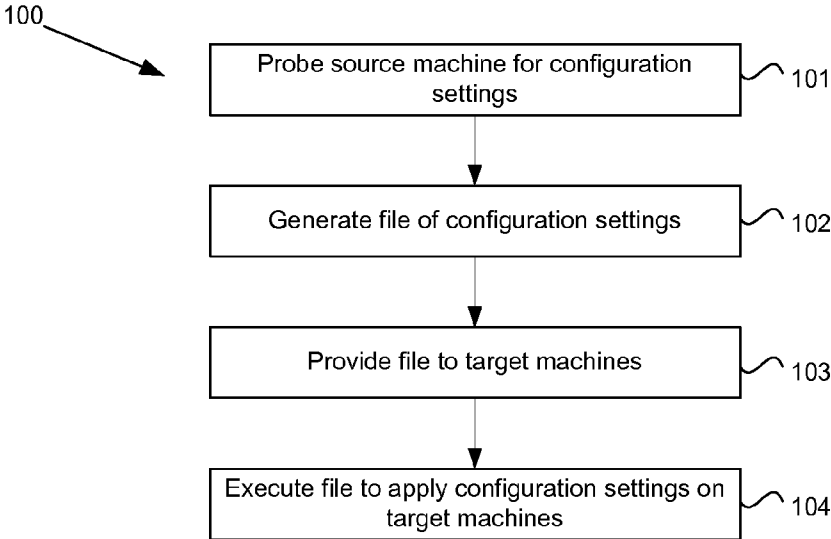 100
Probe source machine for configuration
settings
101
Generate file of configuration settings
102
Provide file to target machines
103
Execute file to apply configuration settings on
target machines
104